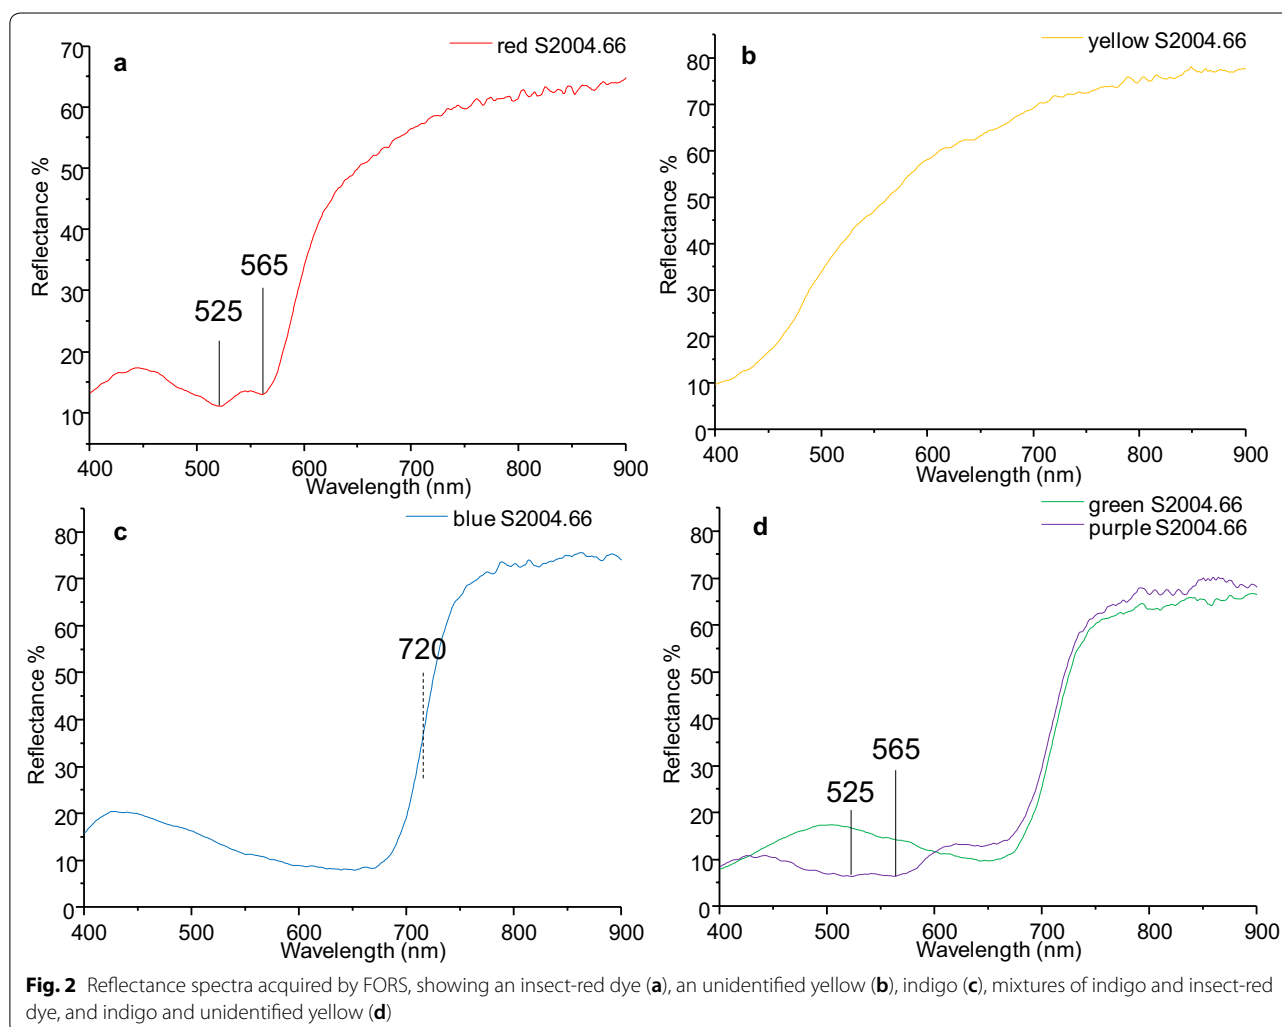 a
red S2004.66
70
60
50
40
30
20
10
Reflectance %
525
565
400 500 600 700 800 900
Wavelength (nm)
b
yellow S2004.66
80
70
60
50
40
30
20
10
0
Reflectance %
400 500 600 700 800 900
Wavelength (nm)
c
blue S2004.66
80
70
60
50
40
30
20
10
0
Reflectance %
720
400 500 600 700 800 900
Wavelength (nm)
d
green S2004.66
purple S2004.66
80
70
60
50
40
30
20
10
0
Reflectance %
525
565
400 500 600 700 800 900
Wavelength (nm)
Fig. 2 Reflectance spectra acquired by FORS, showing an insect-red dye (a), an unidentified yellow (b), indigo (c), mixtures of indigo and insect-red
dye, and indigo and unidentified yellow (d)